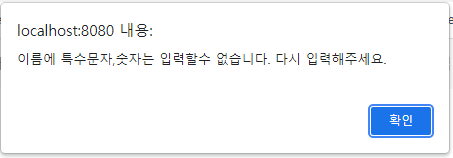 localhost:8080 내용:
이름에 특수문자,숫자는 입력할수 없습니다. 다시 입력해주세요.
확인